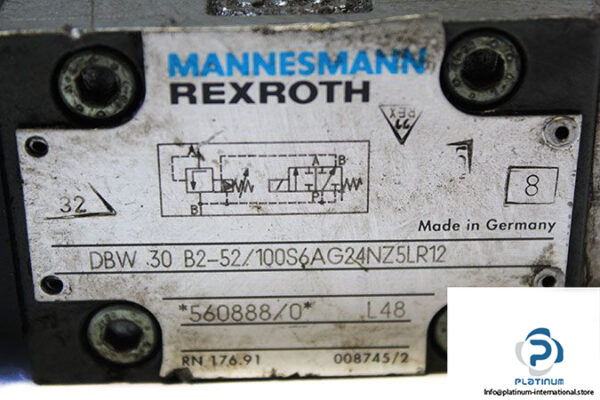 MANNESMANN
REXROTH
REX
A
A B
B
P
32
8
Made in Germany
DBW 30 B2-52/100S6AG24NZ5LR12
*560888/0* L48
RN 176.91 008745/2
PLATINUM
Info@platinum-international.store